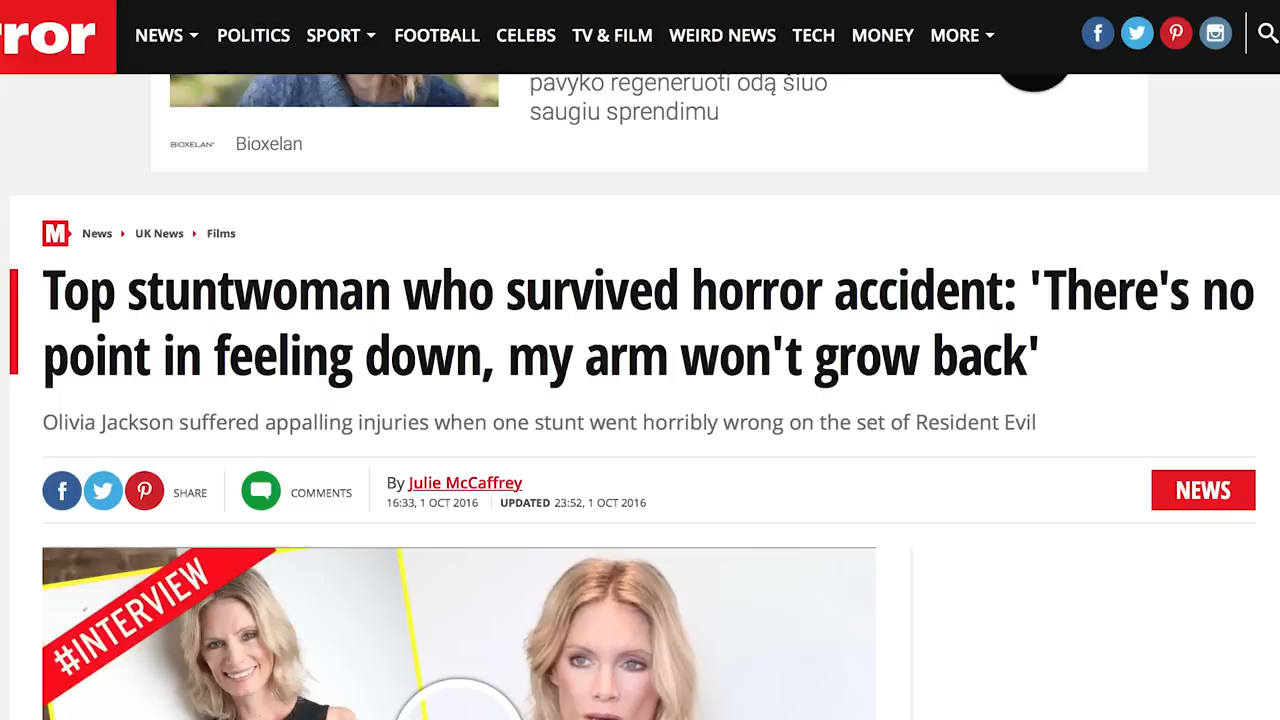 rror
NEWS POLITICS SPORT FOOTBALL CELEBS TV & FILM WEIRD NEWS TECH MONEY MORE
pavyko regeneruoti odą šiuo
saugiu sprendimu
BIOXELAN Bioxelan
M News UK News Films
Top stuntwoman who survived horror accident: 'There's no
point in feeling down, my arm won't grow back'
Olivia Jackson suffered appalling injuries when one stunt went horribly wrong on the set of Resident Evil
SHARE COMMENTS By Julie McCaffrey
16:33, 1 OCT 2016 UPDATED 23:52, 1 OCT 2016
NEWS
#INTERVIEW